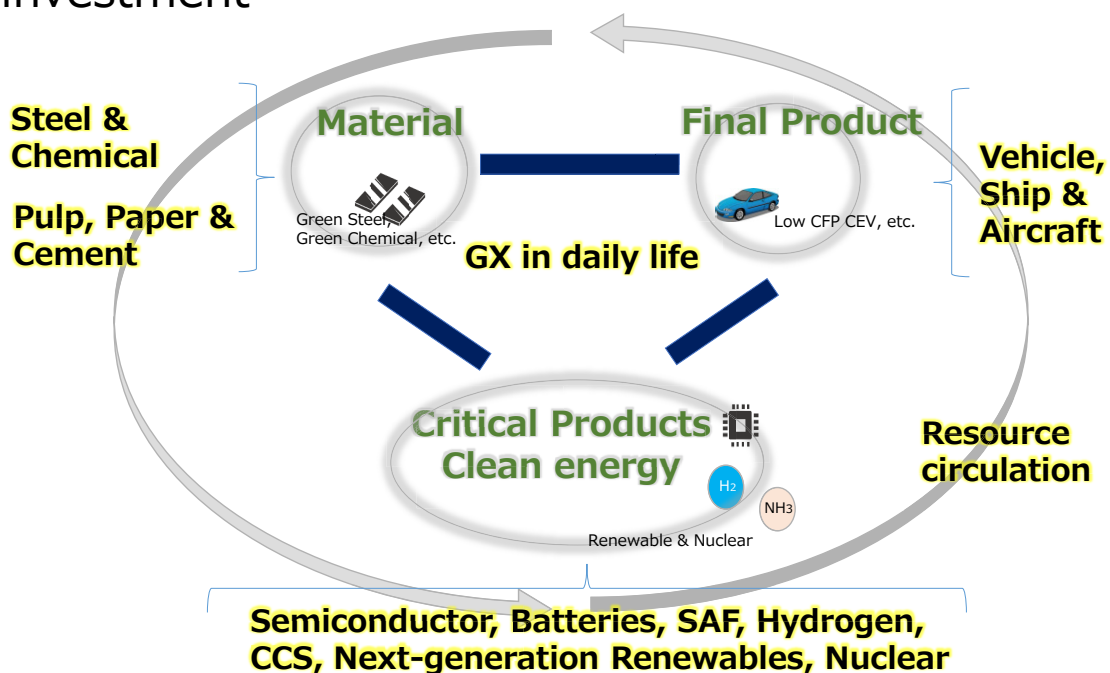 investment
Steel &
Chemical
Pulp, Paper &
Cement
Material
Green Steel,
Green Chemical, etc.
Final Product
Low CFP CEV, etc.
Vehicle,
Ship &
Aircraft
GX in daily life
Critical Products
Clean energy
H2
NH3
Renewable & Nuclear
Resource
circulation
Semiconductor, Batteries, SAF, Hydrogen,
CCS, Next-generation Renewables, Nuclear